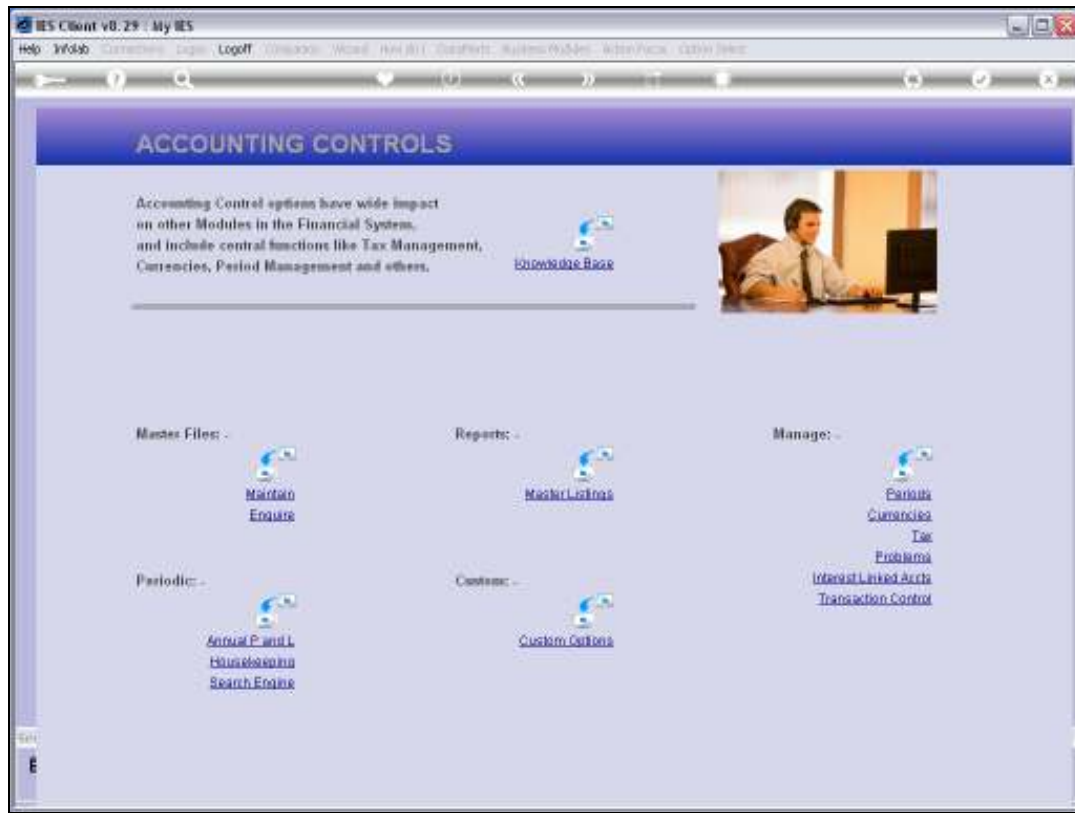 IES Client v8.29 : My IES
Help Infolab Logoff
ACCOUNTING CONTROLS
Accounting Control options have wide impact
on other Modules in the Financial System.
and include central functions like Tax Management,
Currencies, Period Management and others.
Knowledge Base
Master Files: -
Maintain
Enquire
Reports: -
Master Listings
Manage: -
Periods
Currencies
Tax
Problems
Interest Linked Accts
Transaction Control
Periodic: -
Annual P and L
Housekeeping
Search Engine
Custom: -
Custom Options